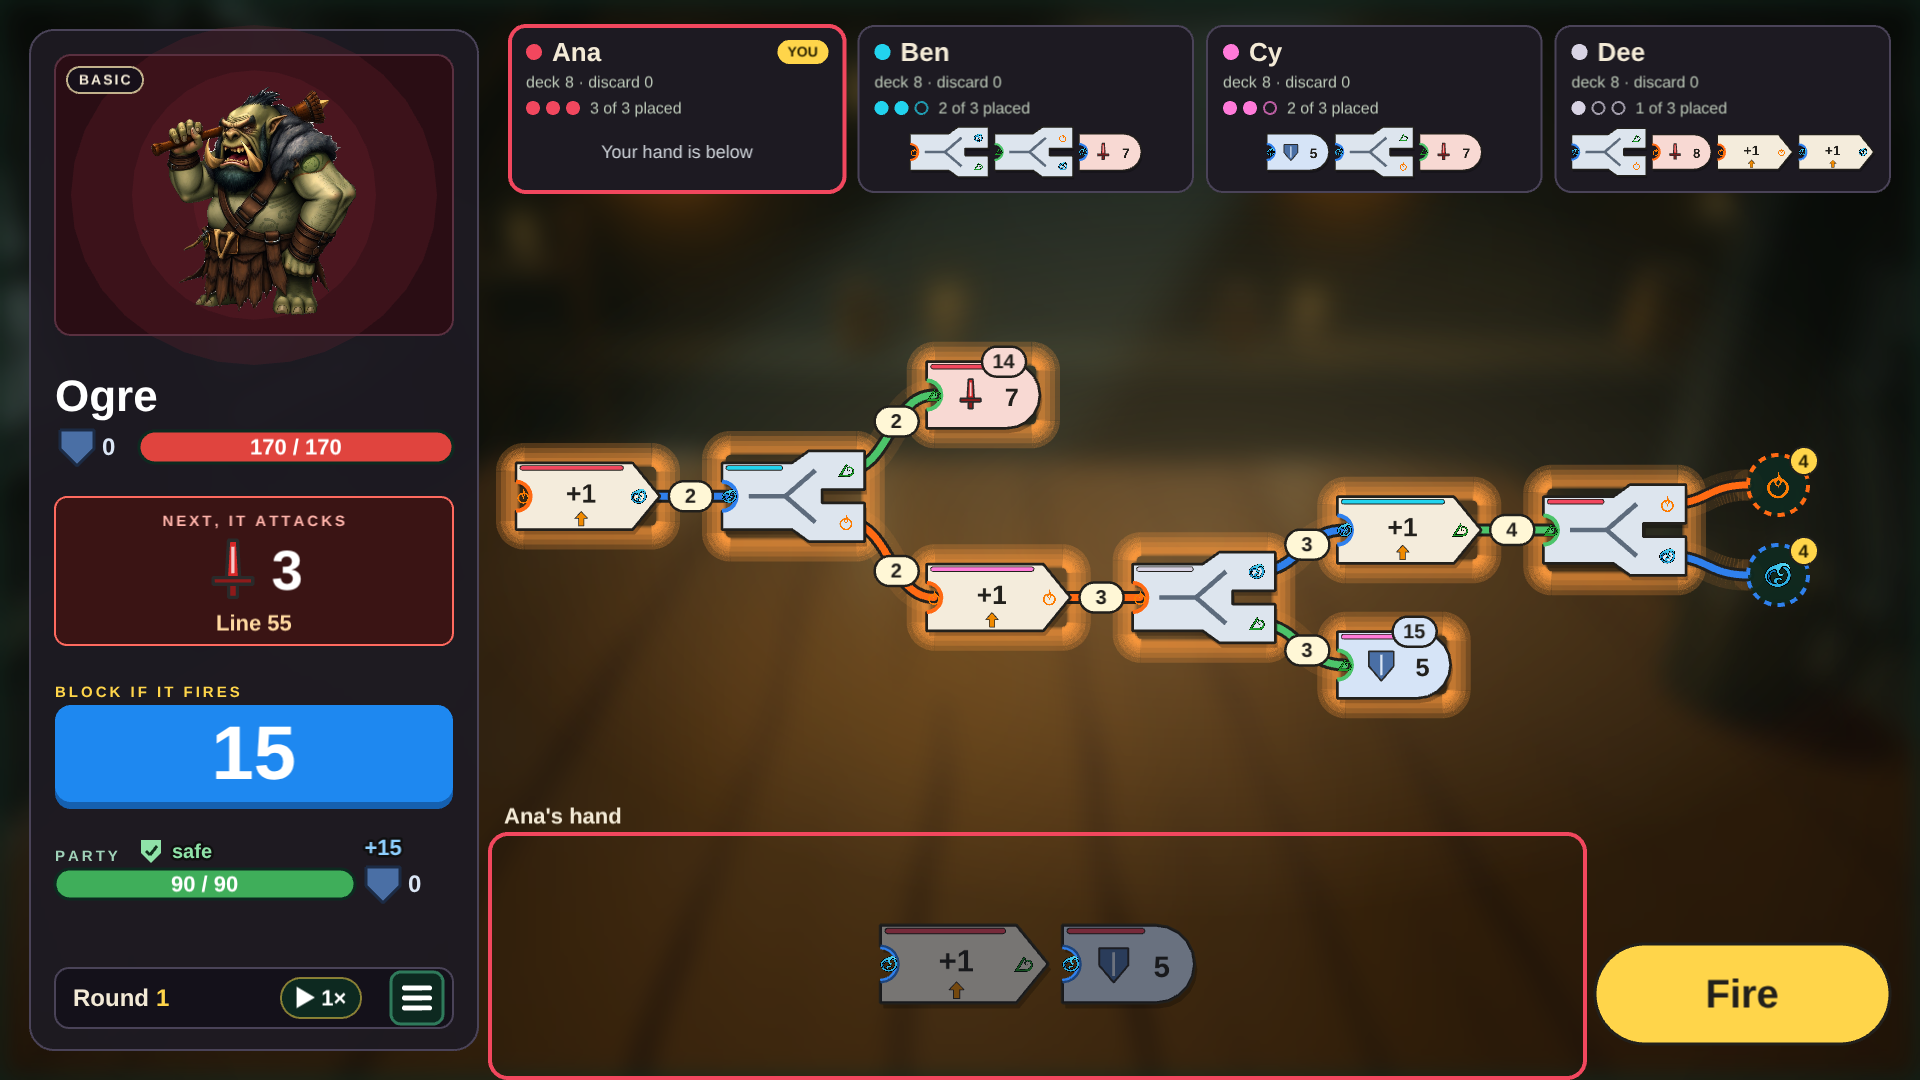 BASIC
Ogre
0
170 / 170
NEXT, IT ATTACKS
3
Line 55
BLOCK IF IT FIRES
15
PARTY
safe
+15
90 / 90
0
Round 1
1×
Ana
YOU
deck 8 · discard 0
3 of 3 placed
Your hand is below
Ben
deck 8 · discard 0
2 of 3 placed
7
Cy
deck 8 · discard 0
2 of 3 placed
5
7
Dee
deck 8 · discard 0
1 of 3 placed
8
+1
+1
14
7
2
+1
2
2
+1
3
3
+1
4
4
4
3
15
5
Ana's hand
+1
5
Fire